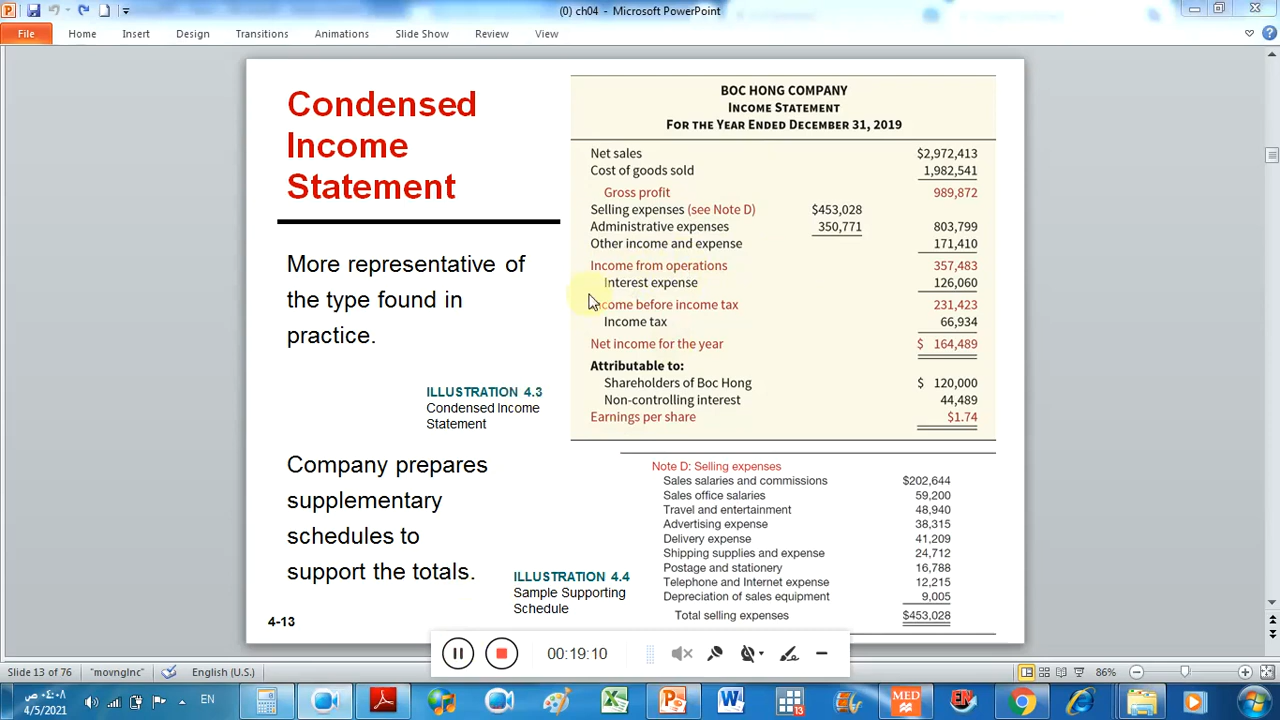 (0) ch04 - Microsoft PowerPoint
File Home Insert Design Transitions Animations Slide Show Review View
Condensed
Income
Statement
More representative of
the type found in
practice.
ILLUSTRATION 4.3
Condensed Income
Statement
Company prepares
supplementary
schedules to
support the totals.
ILLUSTRATION 4.4
Sample Supporting
Schedule
4-13
BOC HONG COMPANY
INCOME STATEMENT
FOR THE YEAR ENDED DECEMBER 31, 2019
Net sales $2,972,413
Cost of goods sold 1,982,541
Gross profit 989,872
Selling expenses (see Note D) $453,028
Administrative expenses 350,771 803,799
Other income and expense 171,410
Income from operations 357,483
Interest expense 126,060
Income before income tax 231,423
Income tax 66,934
Net income for the year $ 164,489
Attributable to:
Shareholders of Boc Hong $ 120,000
Non-controlling interest 44,489
Earnings per share $1.74
Note D: Selling expenses
Sales salaries and commissions $202,644
Sales office salaries 59,200
Travel and entertainment 48,940
Advertising expense 38,315
Delivery expense 41,209
Shipping supplies and expense 24,712
Postage and stationery 16,788
Telephone and Internet expense 12,215
Depreciation of sales equipment 9,005
Total selling expenses $453,028
00:19:10
Slide 13 of 76 "movngInc" English (U.S.) 86%
EN
MED
13
٤:٠٨ ص
4/5/2021